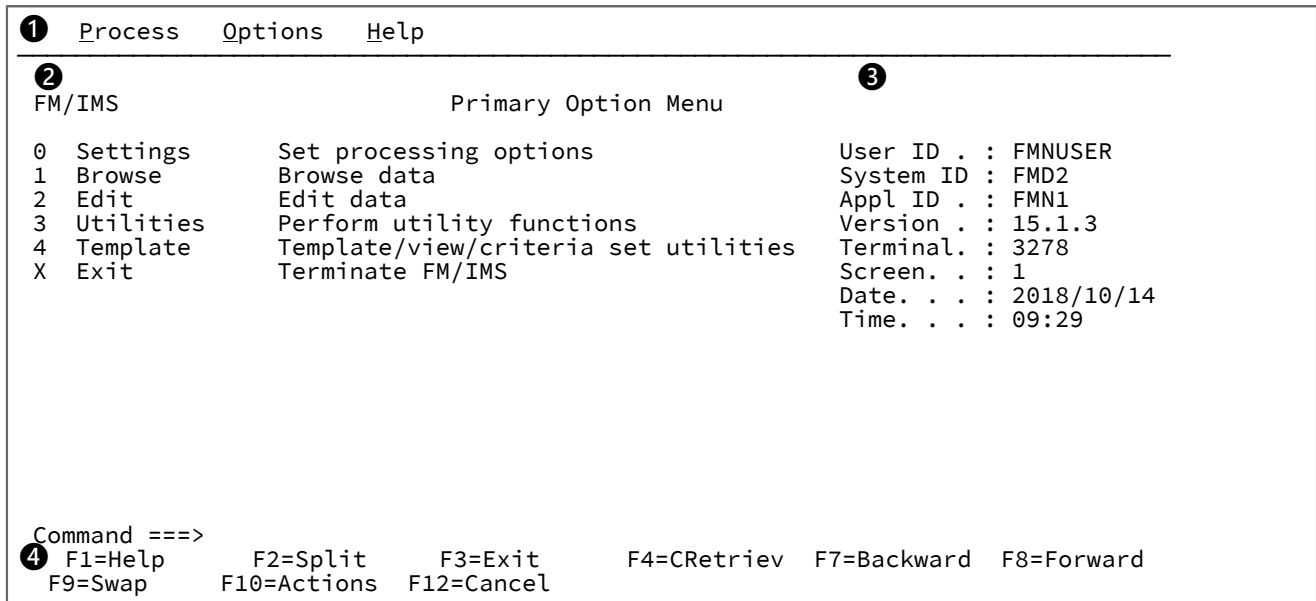 ❶ Process Options Help
❷ ❸
FM/IMS Primary Option Menu
0 Settings Set processing options User ID . : FMNUSER
1 Browse Browse data System ID : FMD2
2 Edit Edit data Appl ID . : FMN1
3 Utilities Perform utility functions Version . : 15.1.3
4 Template Template/view/criteria set utilities Terminal. : 3278
X Exit Terminate FM/IMS Screen. . : 1
Date. . . : 2018/10/14
Time. . . : 09:29
Command ===>
❹ F1=Help F2=Split F3=Exit F4=CRetriev F7=Backward F8=Forward
F9=Swap F10=Actions F12=Cancel